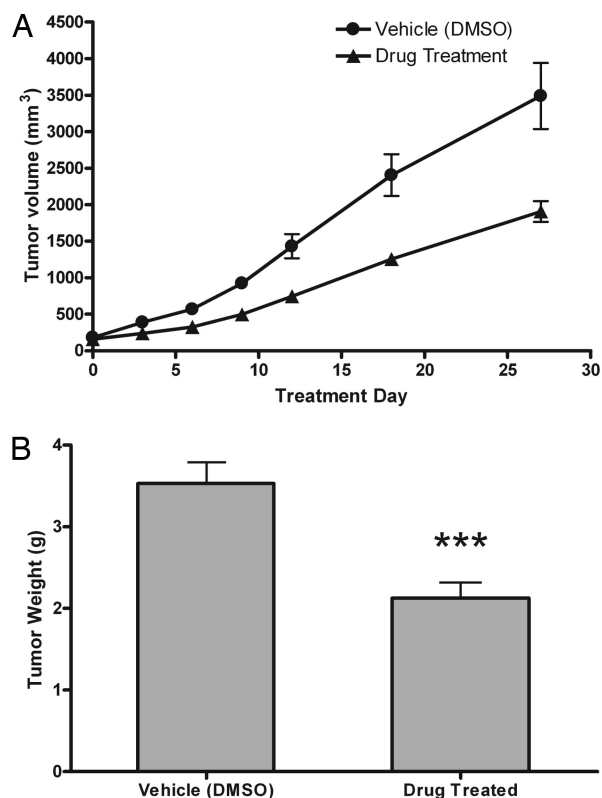 A
Vehicle (DMSO)
Drug Treatment
Tumor volume (mm³)
4500
4000
3500
3000
2500
2000
1500
1000
500
0
0 5 10 15 20 25 30
Treatment Day
B
Tumor Weight (g)
4
3
2
1
0
***
Vehicle (DMSO) Drug Treated